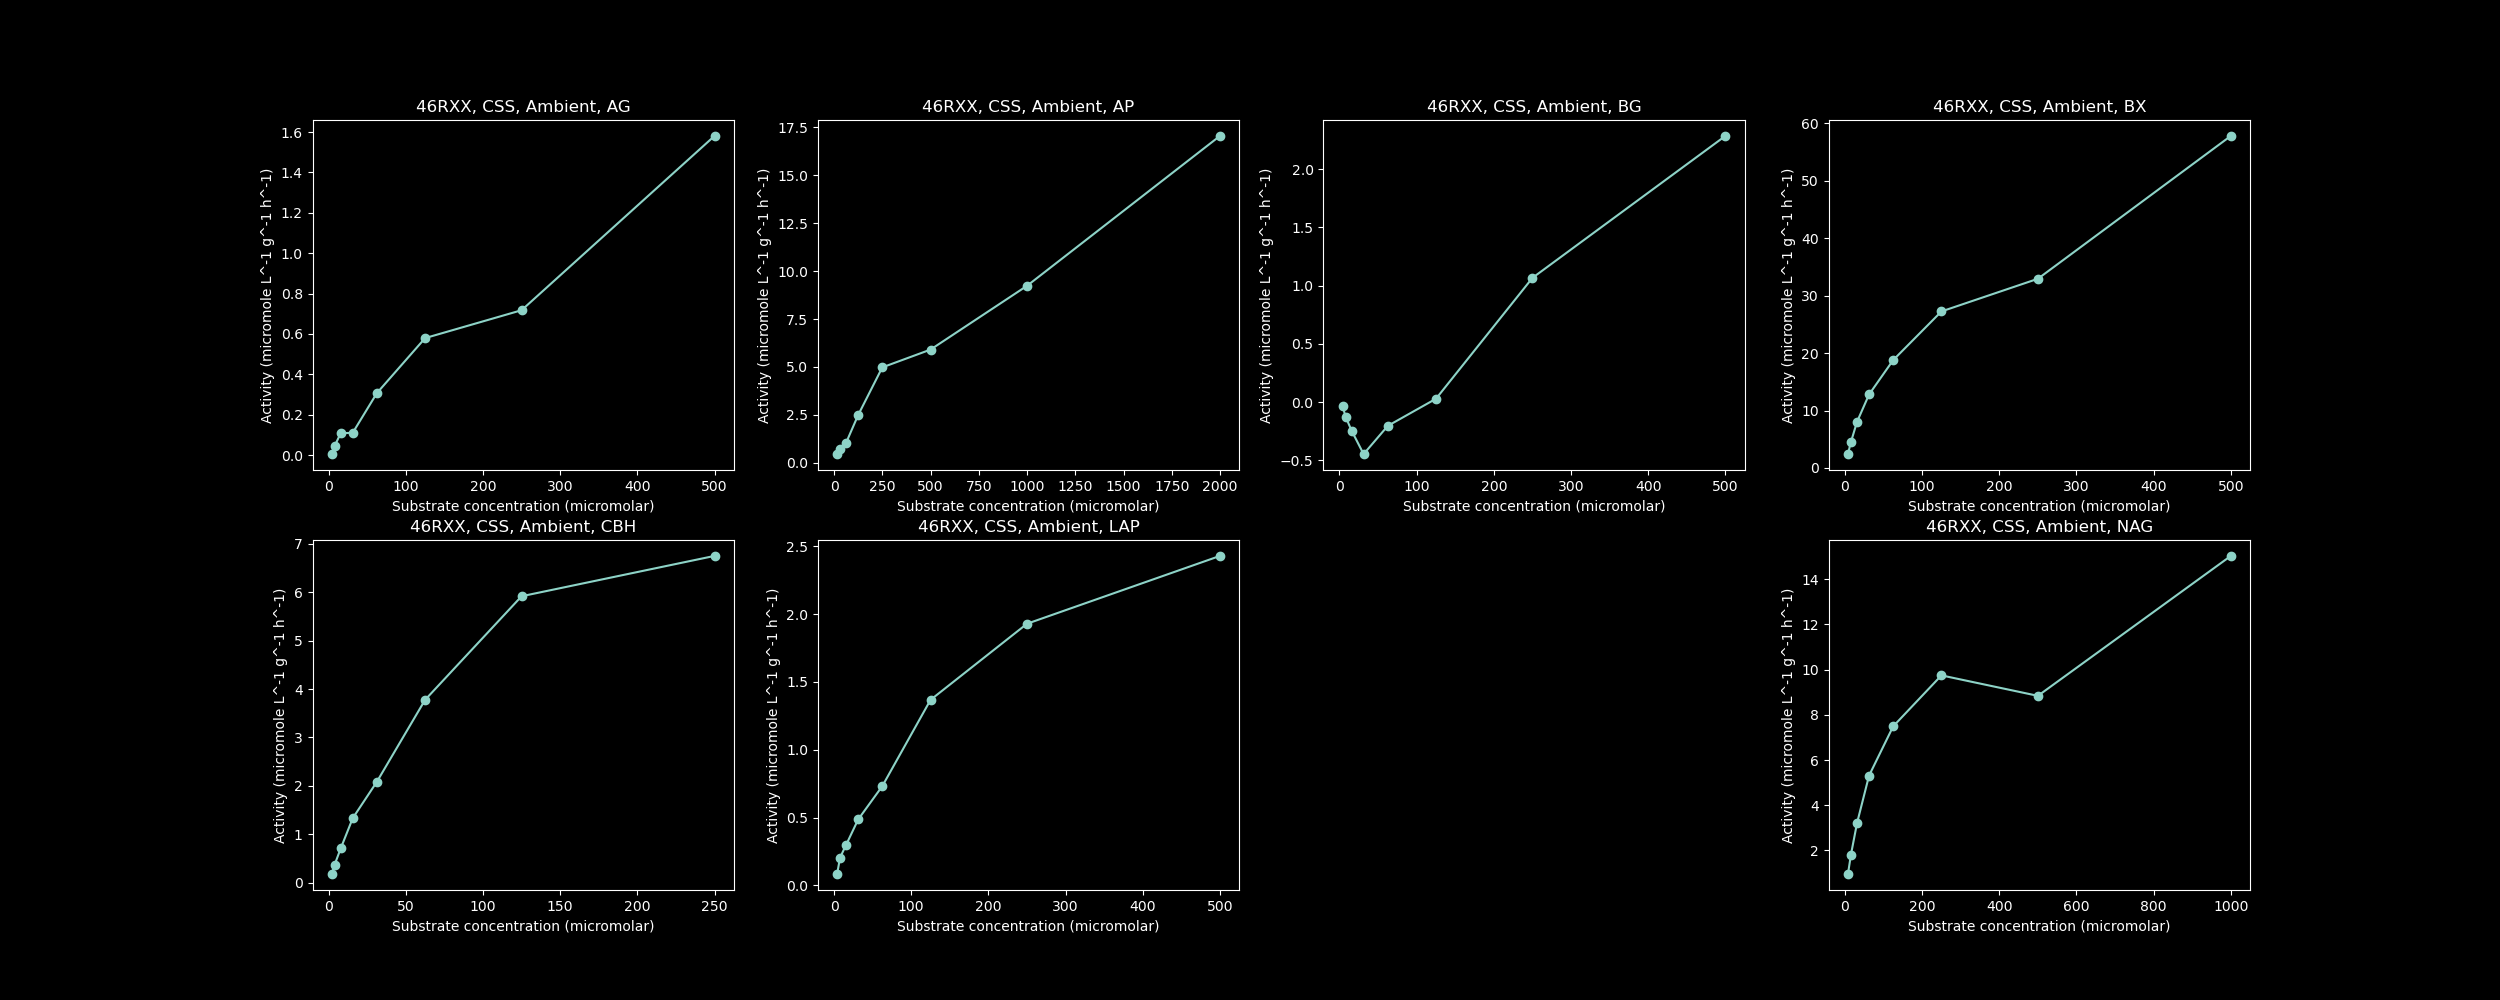 46RXX, CSS, Ambient, AG
1.6
1.4
1.2
1.0
0.8
0.6
0.4
0.2
0.0
Activity (micromole L^-1 g^-1 h^-1)
0 100 200 300 400 500
Substrate concentration (micromolar)
46RXX, CSS, Ambient, AP
17.5
15.0
12.5
10.0
7.5
5.0
2.5
0.0
Activity (micromole L^-1 g^-1 h^-1)
0 250 500 750 1000 1250 1500 1750 2000
Substrate concentration (micromolar)
46RXX, CSS, Ambient, BG
2.0
1.5
1.0
0.5
0.0
−0.5
Activity (micromole L^-1 g^-1 h^-1)
0 100 200 300 400 500
Substrate concentration (micromolar)
46RXX, CSS, Ambient, BX
60
50
40
30
20
10
0
Activity (micromole L^-1 g^-1 h^-1)
0 100 200 300 400 500
Substrate concentration (micromolar)
46RXX, CSS, Ambient, CBH
7
6
5
4
3
2
1
0
Activity (micromole L^-1 g^-1 h^-1)
0 50 100 150 200 250
Substrate concentration (micromolar)
46RXX, CSS, Ambient, LAP
2.5
2.0
1.5
1.0
0.5
0.0
Activity (micromole L^-1 g^-1 h^-1)
0 100 200 300 400 500
Substrate concentration (micromolar)
46RXX, CSS, Ambient, NAG
14
12
10
8
6
4
2
Activity (micromole L^-1 g^-1 h^-1)
0 200 400 600 800 1000
Substrate concentration (micromolar)